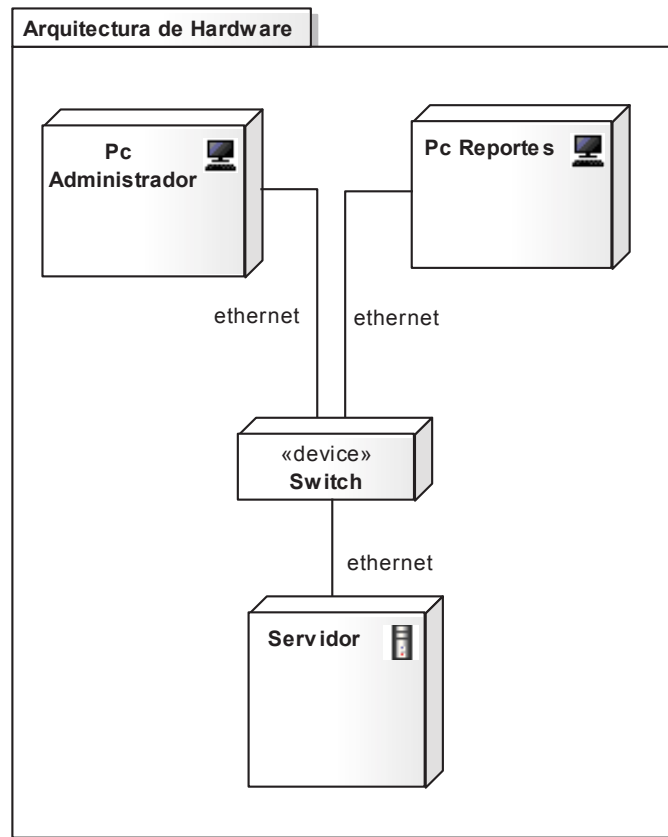 Arquitectura de Hardware
Pc
Administrador
Pc Reportes
ethernet
ethernet
«device»
Switch
ethernet
Servidor